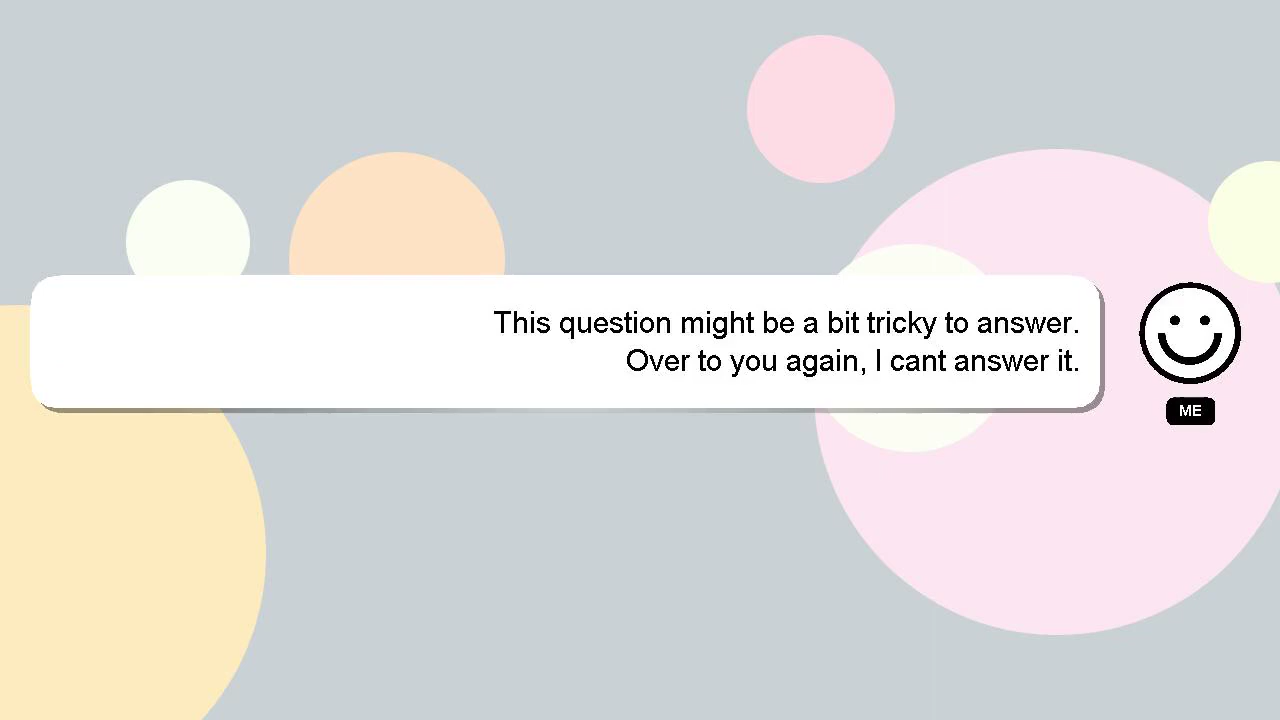 This question might be a bit tricky to answer.
Over to you again, I cant answer it.
ME